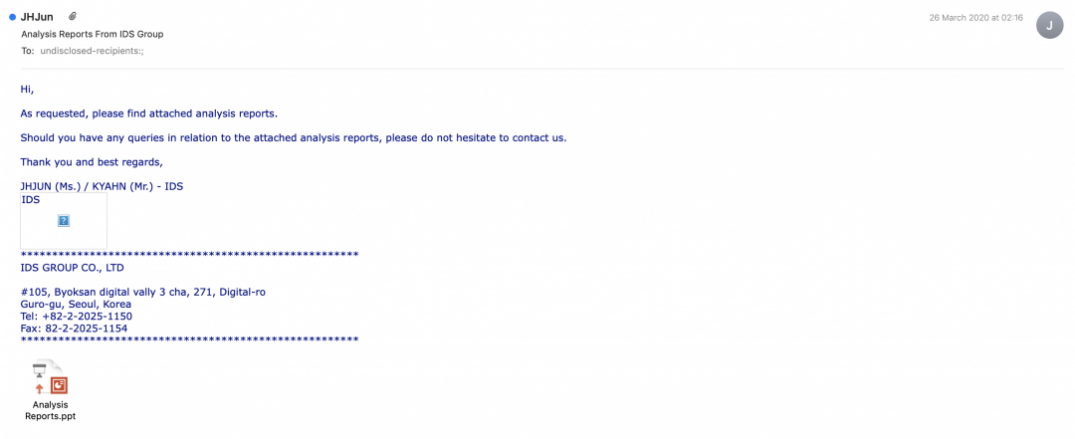 JHJun
26 March 2020 at 02:16
J
Analysis Reports From IDS Group
To: undisclosed-recipients:;
Hi,
As requested, please find attached analysis reports.
Should you have any queries in relation to the attached analysis reports, please do not hesitate to contact us.
Thank you and best regards,
JHJUN (Ms.) / KYAHN (Mr.) - IDS
IDS
?
******************************************************
IDS GROUP CO., LTD
#105, Byoksan digital vally 3 cha, 271, Digital-ro
Guro-gu, Seoul, Korea
Tel: +82-2-2025-1150
Fax: 82-2-2025-1154
******************************************************
Analysis
Reports.ppt